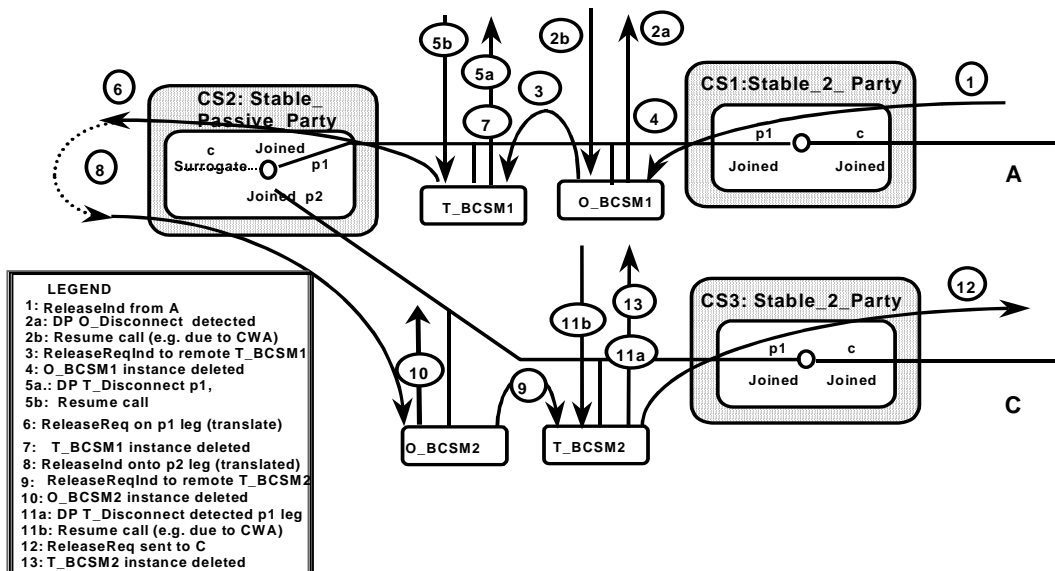 5b
2b
2a
6
CS2: Stable_
Passive_Party
5a
3
CS1:Stable_2_ Party
1
7
4
c
Joined
p1
p1
c
8
Surrogate
Joined
Joined
A
Joined p2
T_BCSM1
O_BCSM1
LEGEND
1: ReleaseInd from A
2a: DP O_Disconnect detected
2b: Resume call (e.g. due to CWA)
3: ReleaseReqInd to remote T_BCSM1
4: O_BCSM1 instance deleted
5a.: DP T_Disconnect p1,
5b: Resume call
6: ReleaseReq on p1 leg (translate)
7: T_BCSM1 instance deleted
8: ReleaseInd onto p2 leg (translated)
9: ReleaseReqInd to remote T_BCSM2
10: O_BCSM2 instance deleted
11a: DP T_Disconnect detected p1 leg
11b: Resume call (e.g. due to CWA)
12: ReleaseReq sent to C
13: T_BCSM2 instance deleted
12
13
CS3: Stable_2_Party
11b
11a
p1
c
10
9
Joined
Joined
C
O_BCSM2
T_BCSM2